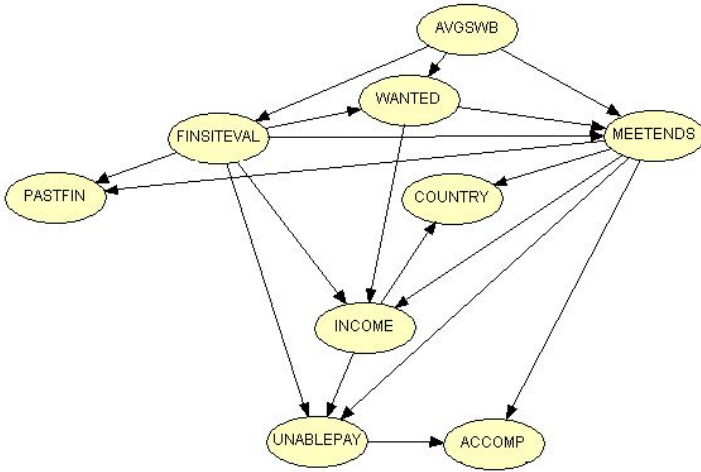 AVGSWB
WANTED
FINSITEVAL
MEETENDS
PASTFIN
COUNTRY
INCOME
UNABLEPAY
ACCOMP